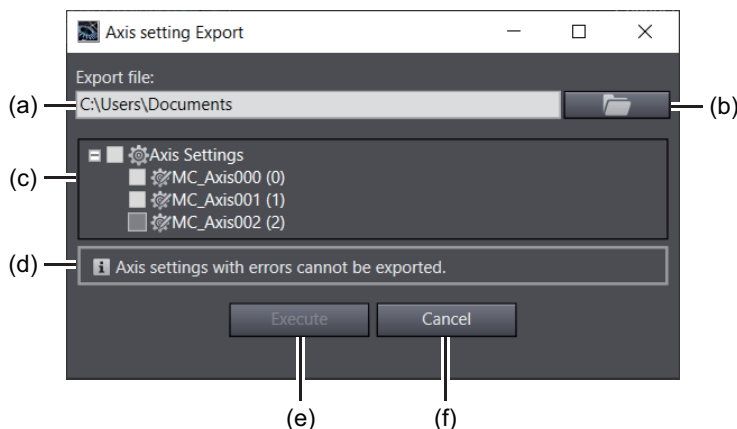 Axis setting Export
Export file:
(a)
C:\Users\Documents
(b)
(c)
Axis Settings
MC_Axis000 (0)
MC_Axis001 (1)
MC_Axis002 (2)
(d)
Axis settings with errors cannot be exported.
Execute
Cancel
(e)
(f)